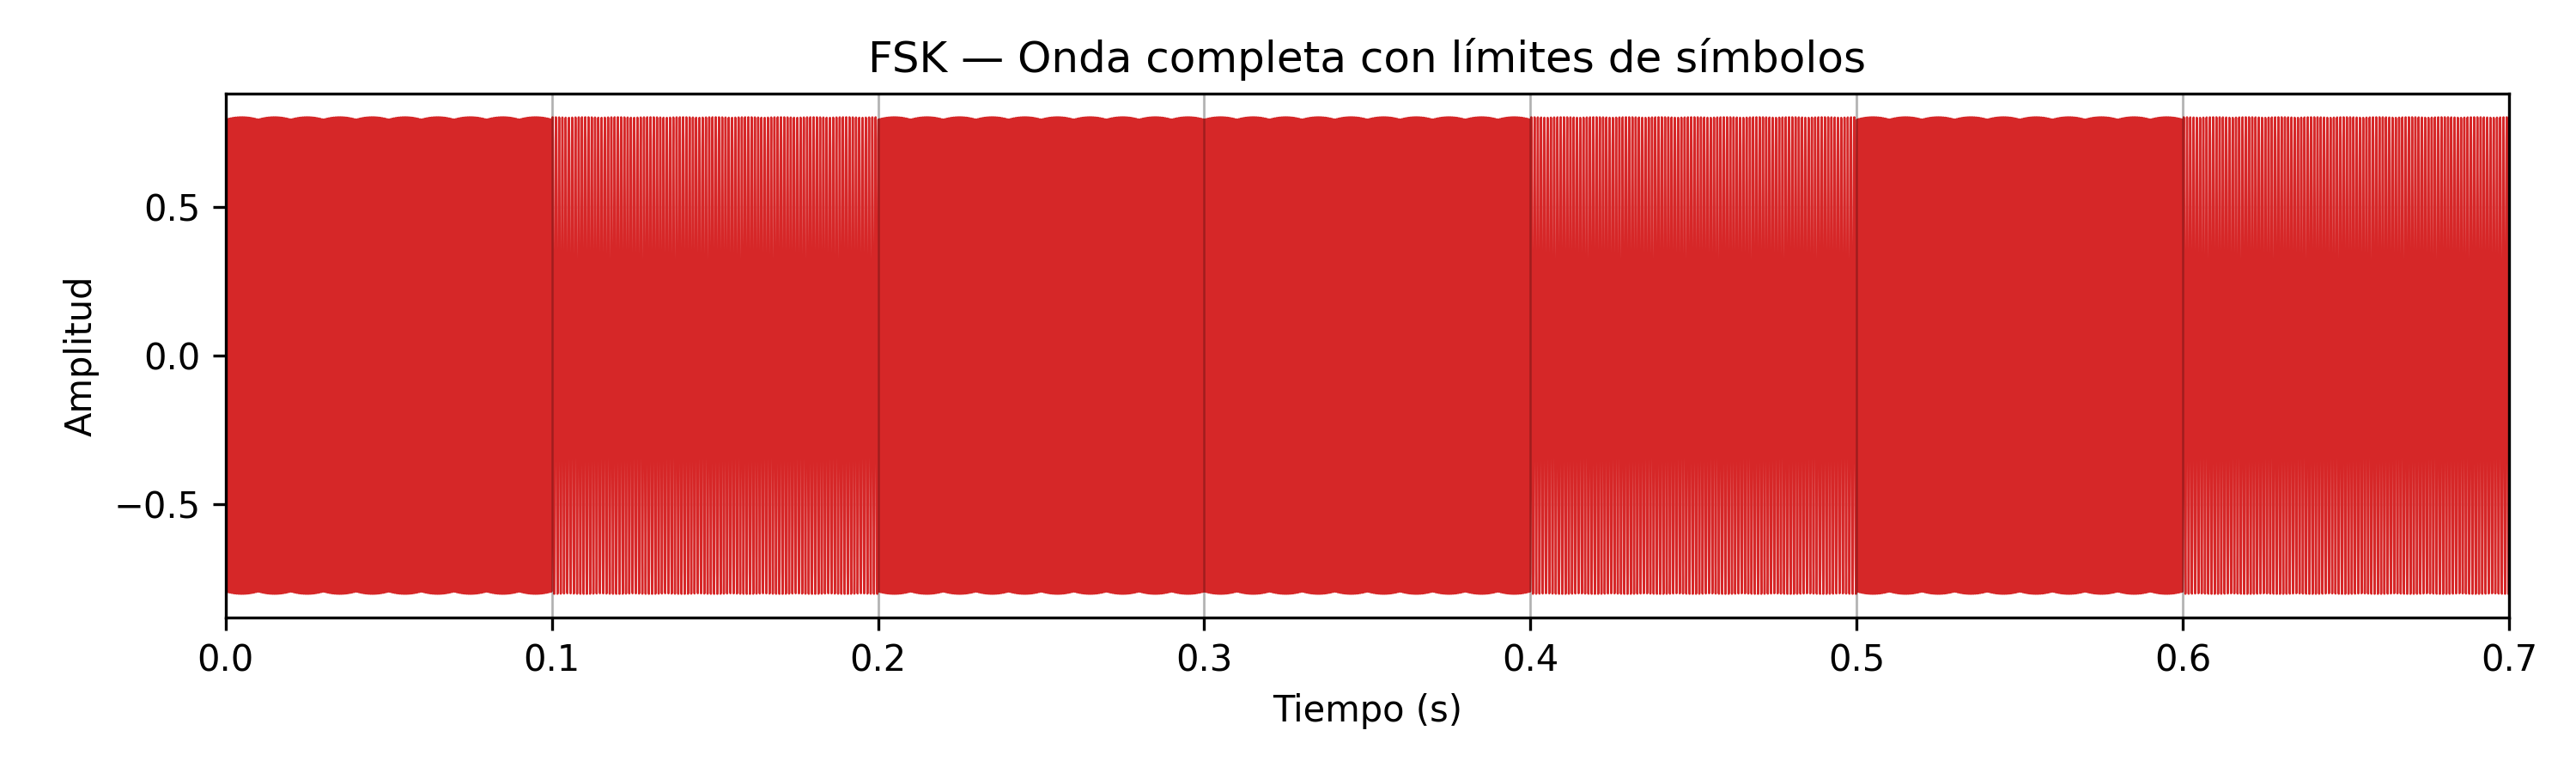 FSK — Onda completa con límites de símbolos
Amplitud
0.5
0.0
−0.5
0.0 0.1 0.2 0.3 0.4 0.5 0.6 0.7
Tiempo (s)